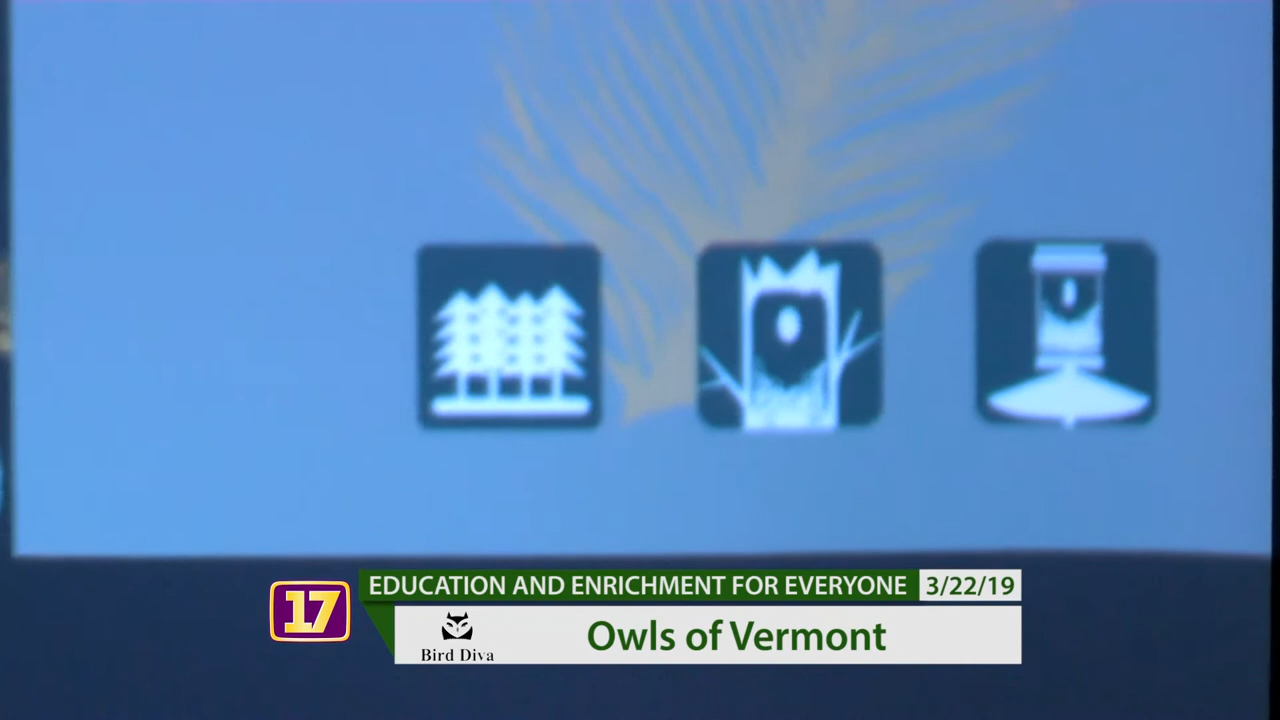 17
EDUCATION AND ENRICHMENT FOR EVERYONE
3/22/19
Bird Diva
Owls of Vermont